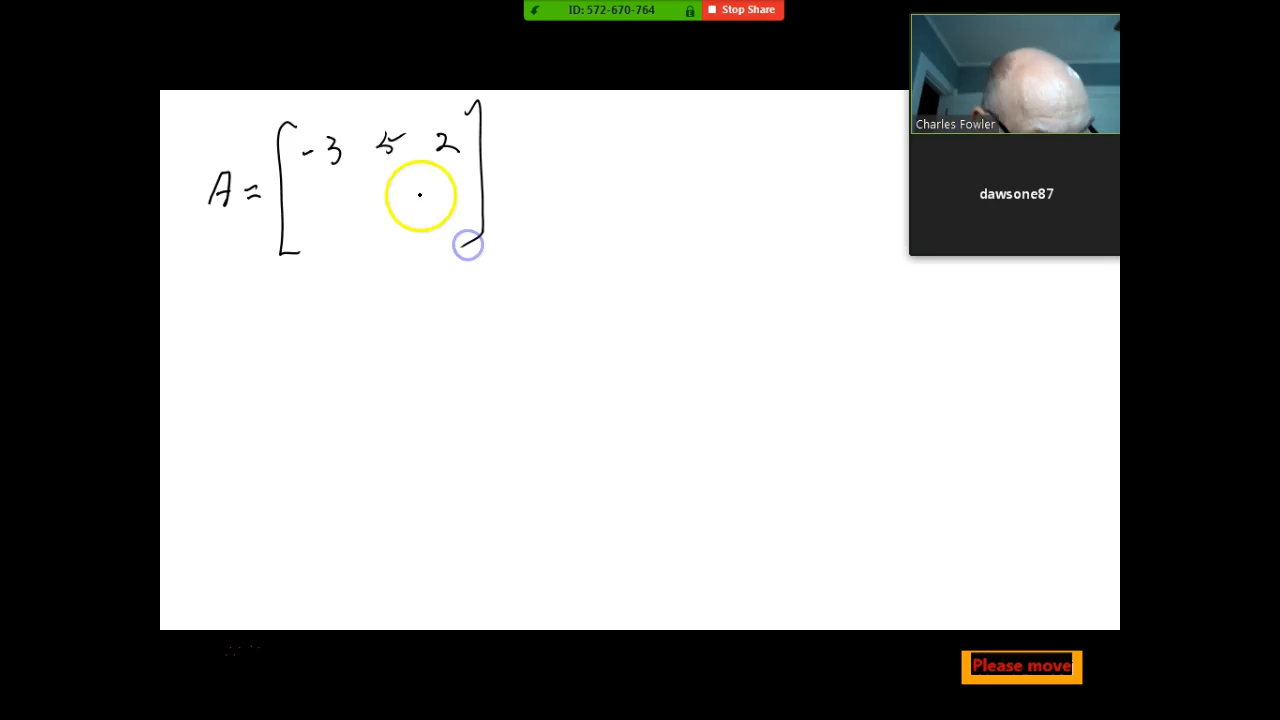 ID: 572-670-764 Stop Share
Charles Fowler
dawsone87
A = [ -3 5 2 ]
Please move